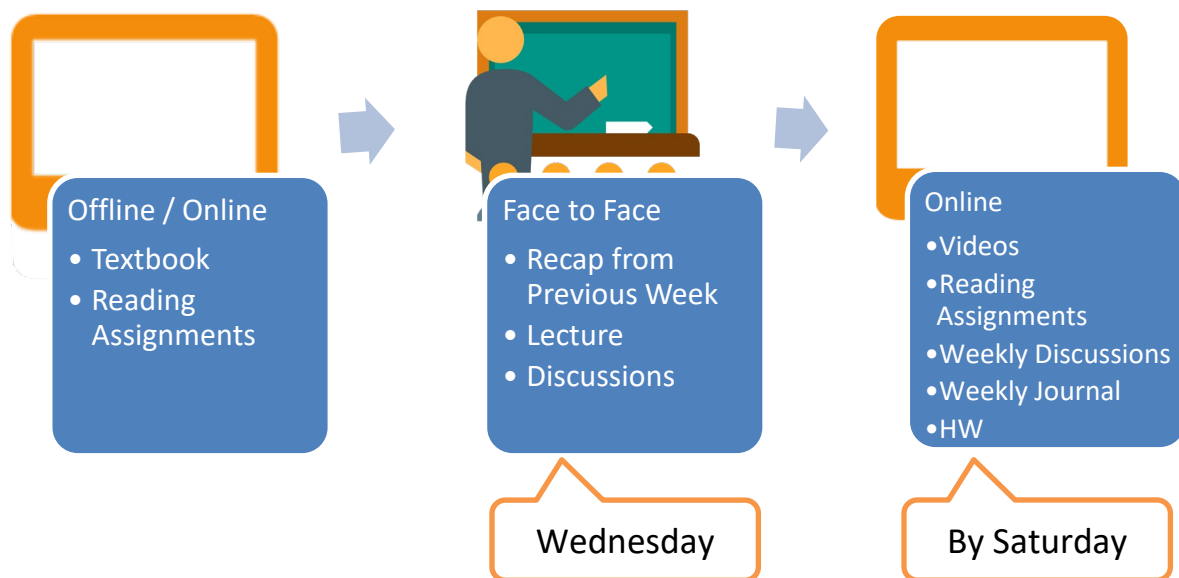 Offline / Online
• Textbook
• Reading
Assignments
Face to Face
• Recap from
Previous Week
• Lecture
• Discussions
Wednesday
Online
•Videos
•Reading
Assignments
•Weekly Discussions
•Weekly Journal
•HW
By Saturday